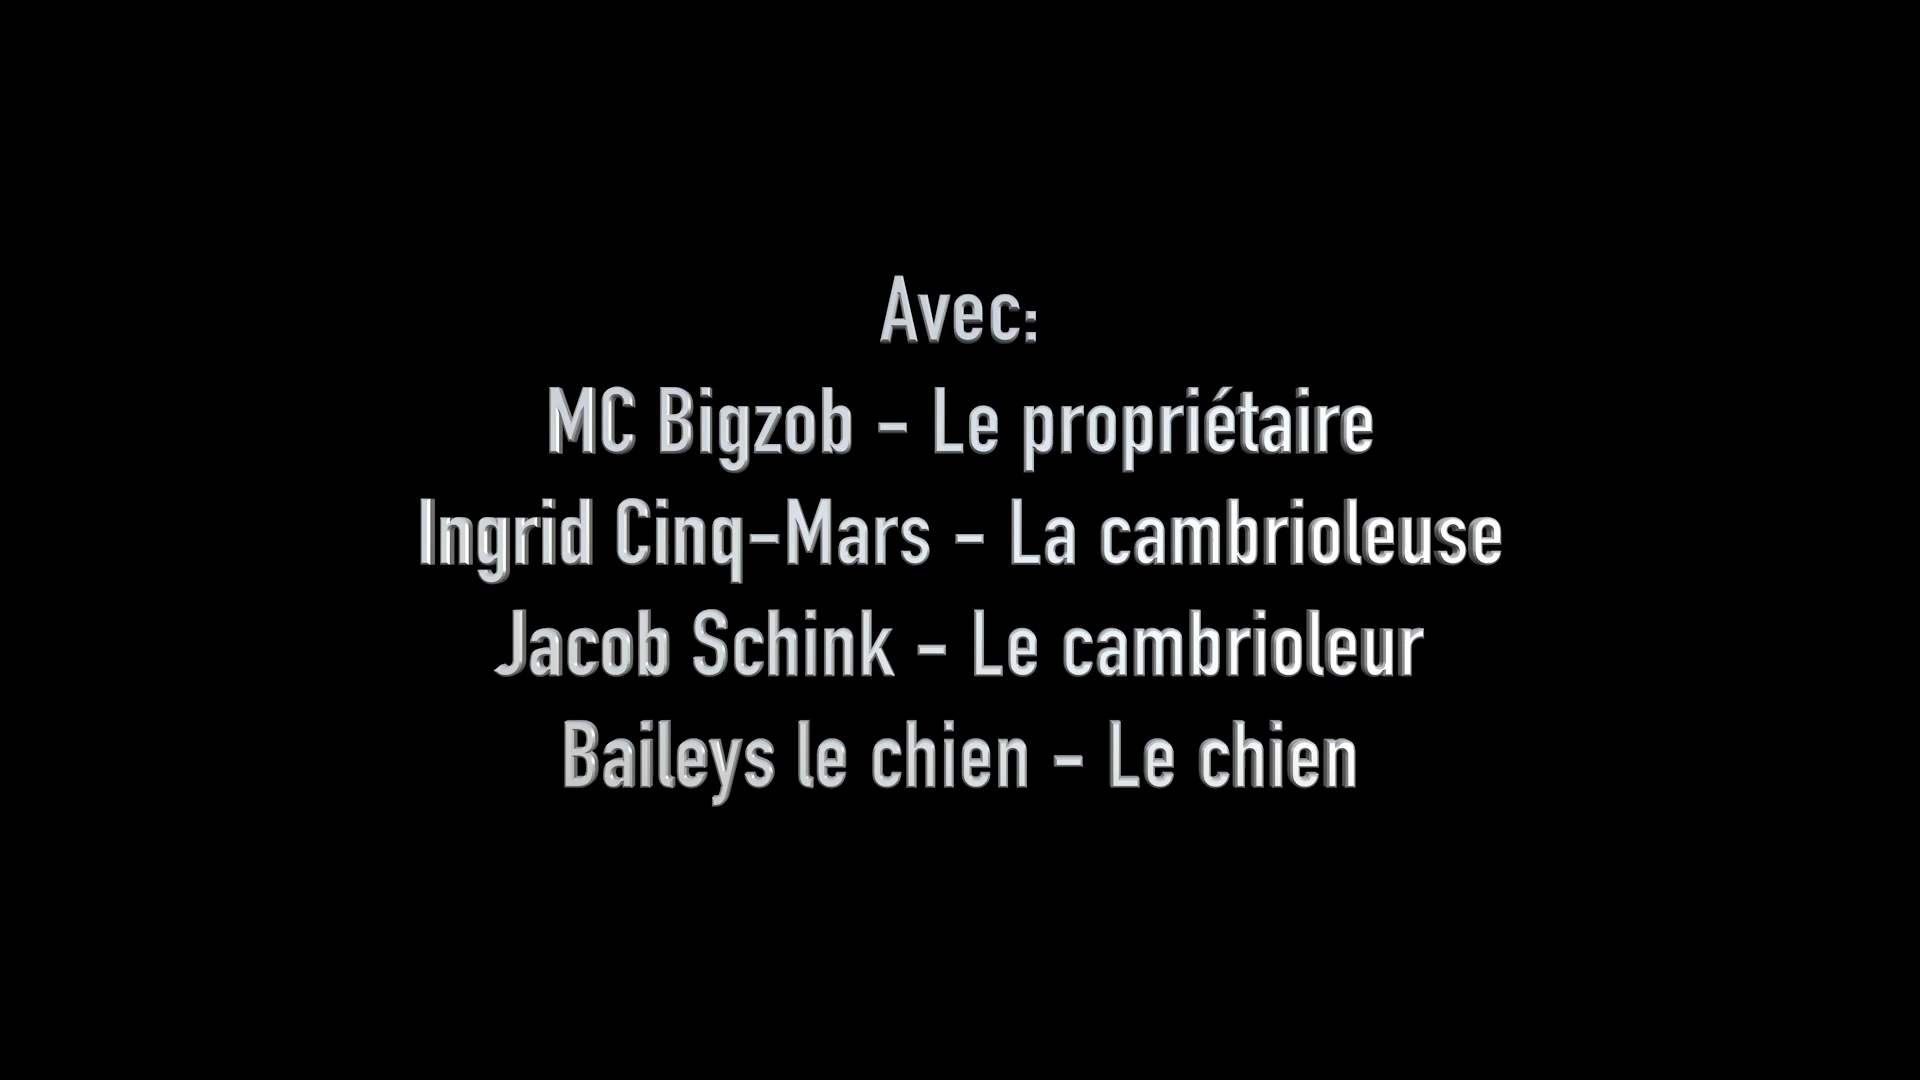 Avec:
MC Bigzob - Le propriétaire
Ingrid Cinq-Mars - La cambrioleuse
Jacob Schink - Le cambrioleur
Baileys le chien - Le chien